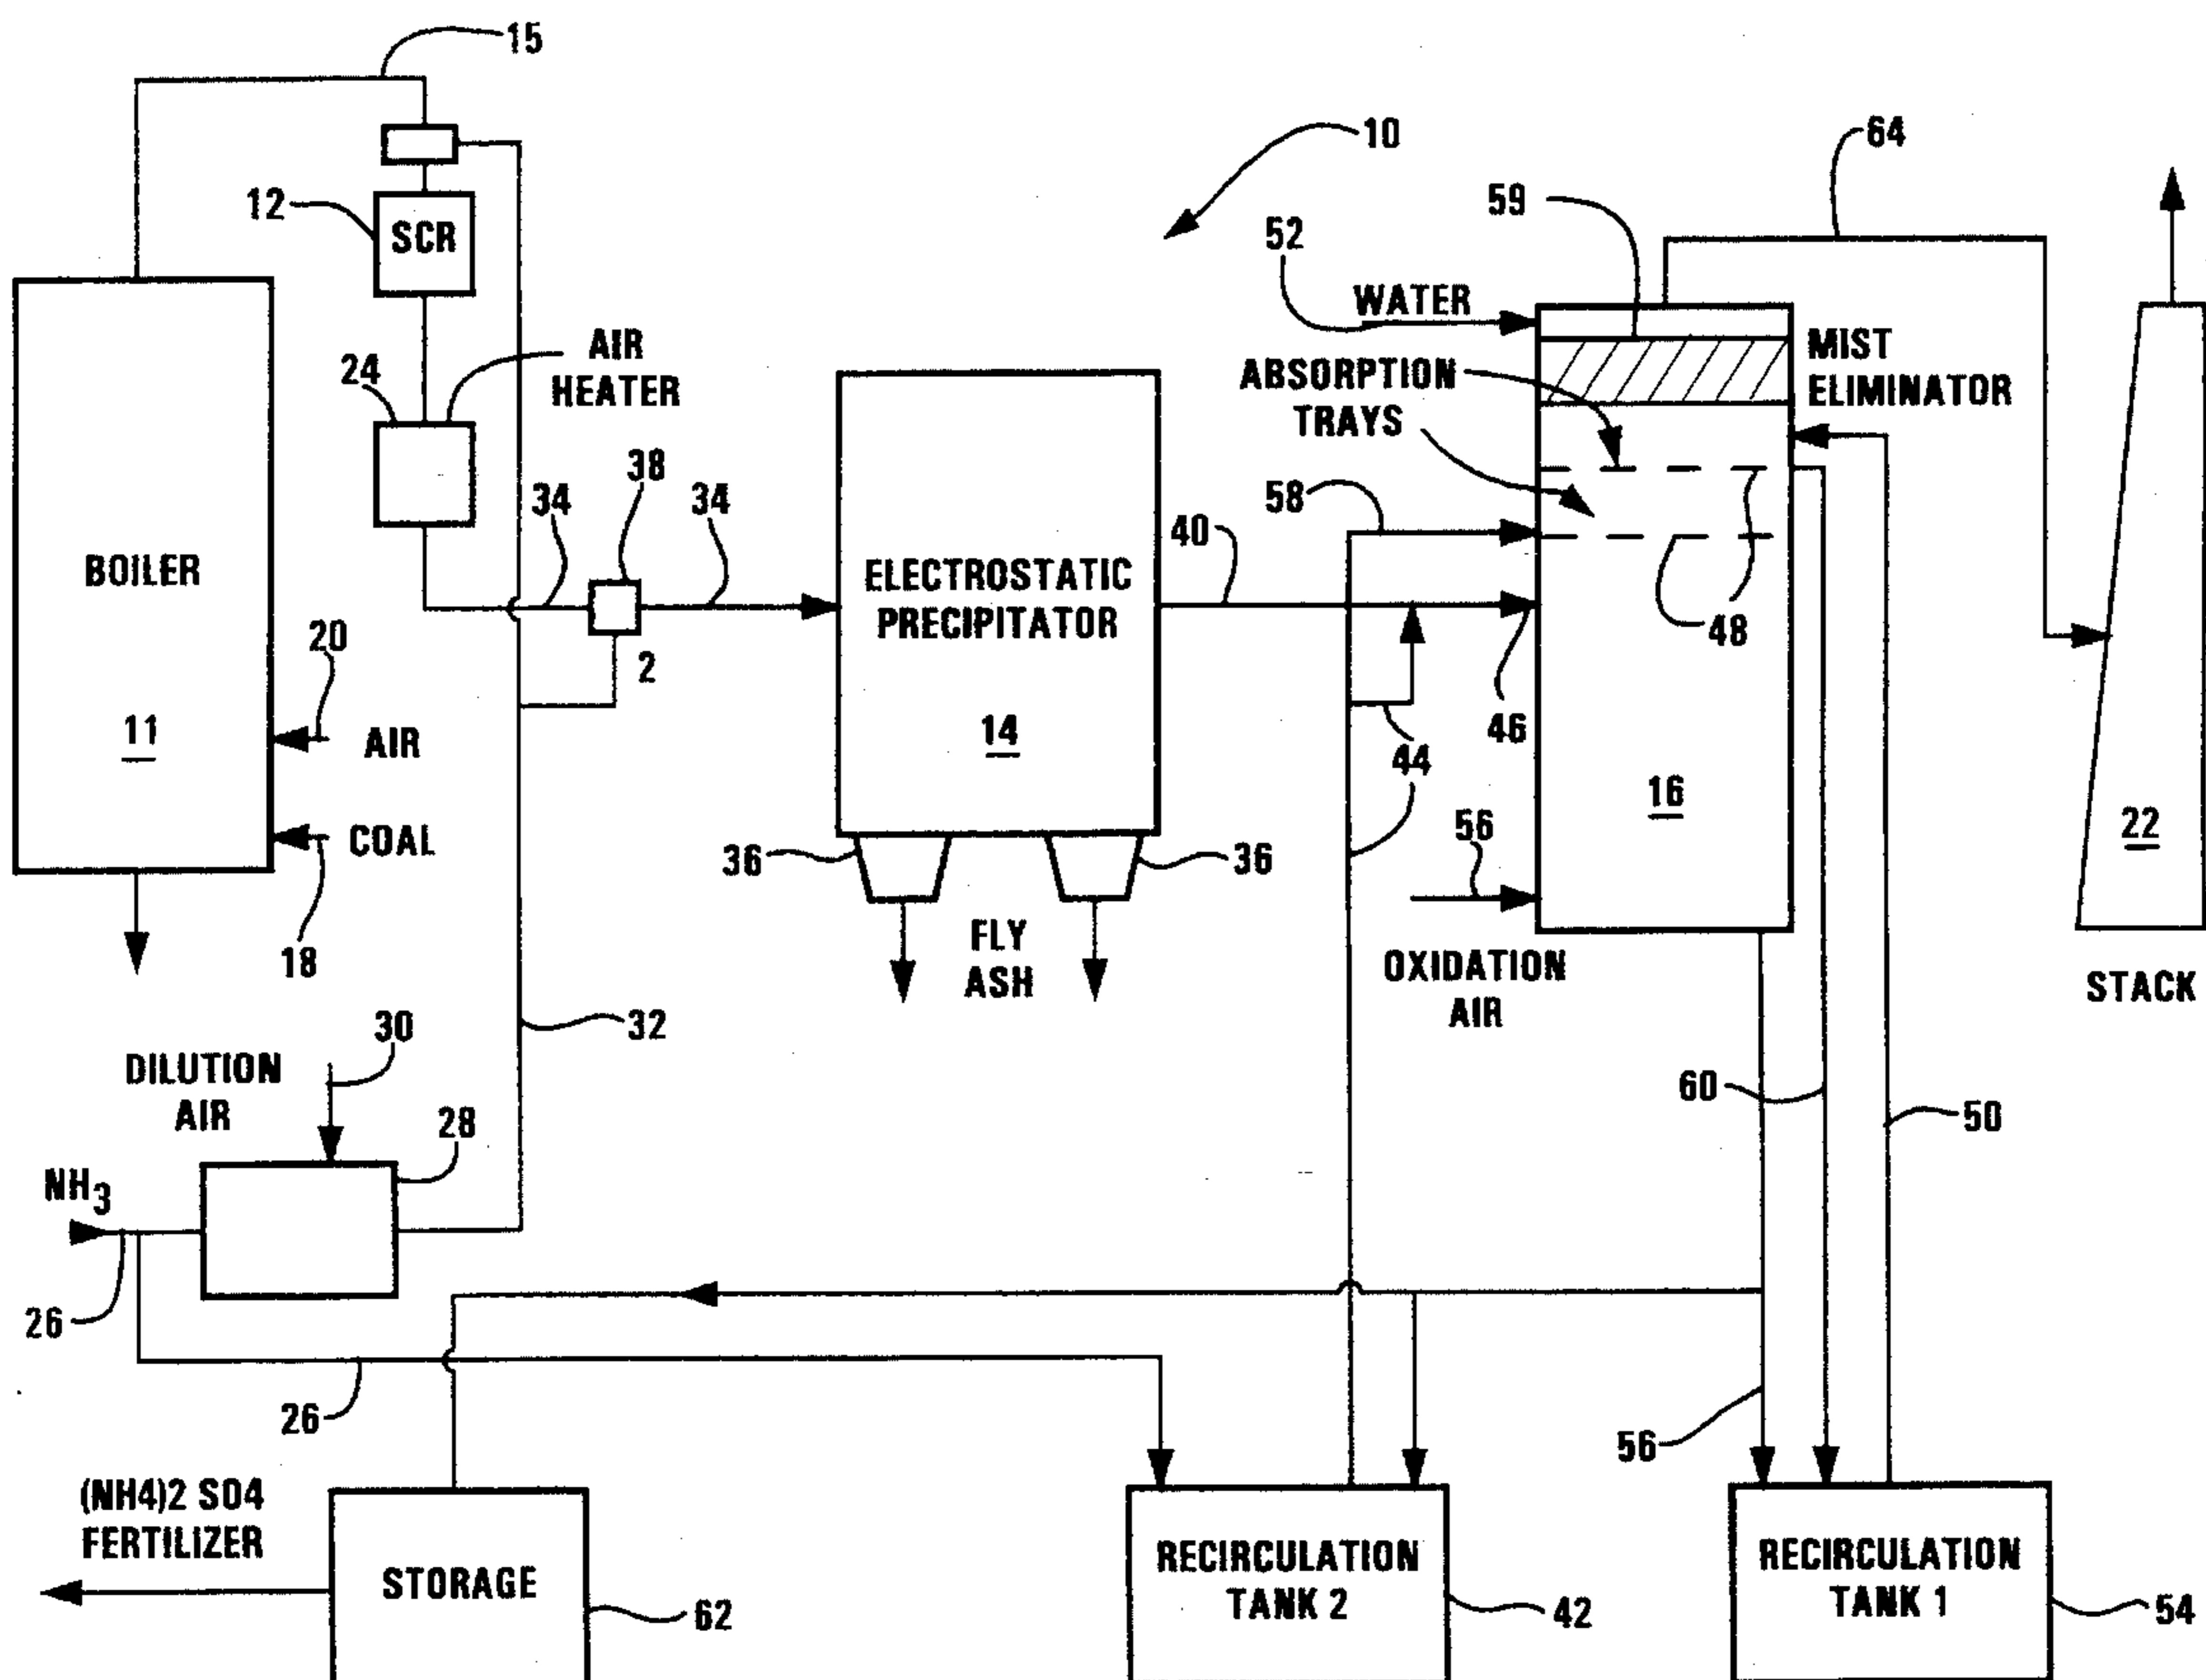 15
10
64
12
SCR
59
52
WATER
24
AIR
HEATER
ABSORPTION
TRAYS
MIST
ELIMINATOR
38
34
34
58
40
BOILER
ELECTROSTATIC
PRECIPITATOR
48
20
2
11
AIR
14
46
44
16
COAL
36
36
56
22
18
FLY
ASH
OXIDATION
AIR
STACK
30
32
DILUTION
AIR
28
60
50
NH3
26
26
56
(NH4)2 SO4
FERTILIZER
STORAGE
62
RECIRCULATION
TANK 2
42
RECIRCULATION
TANK 1
54